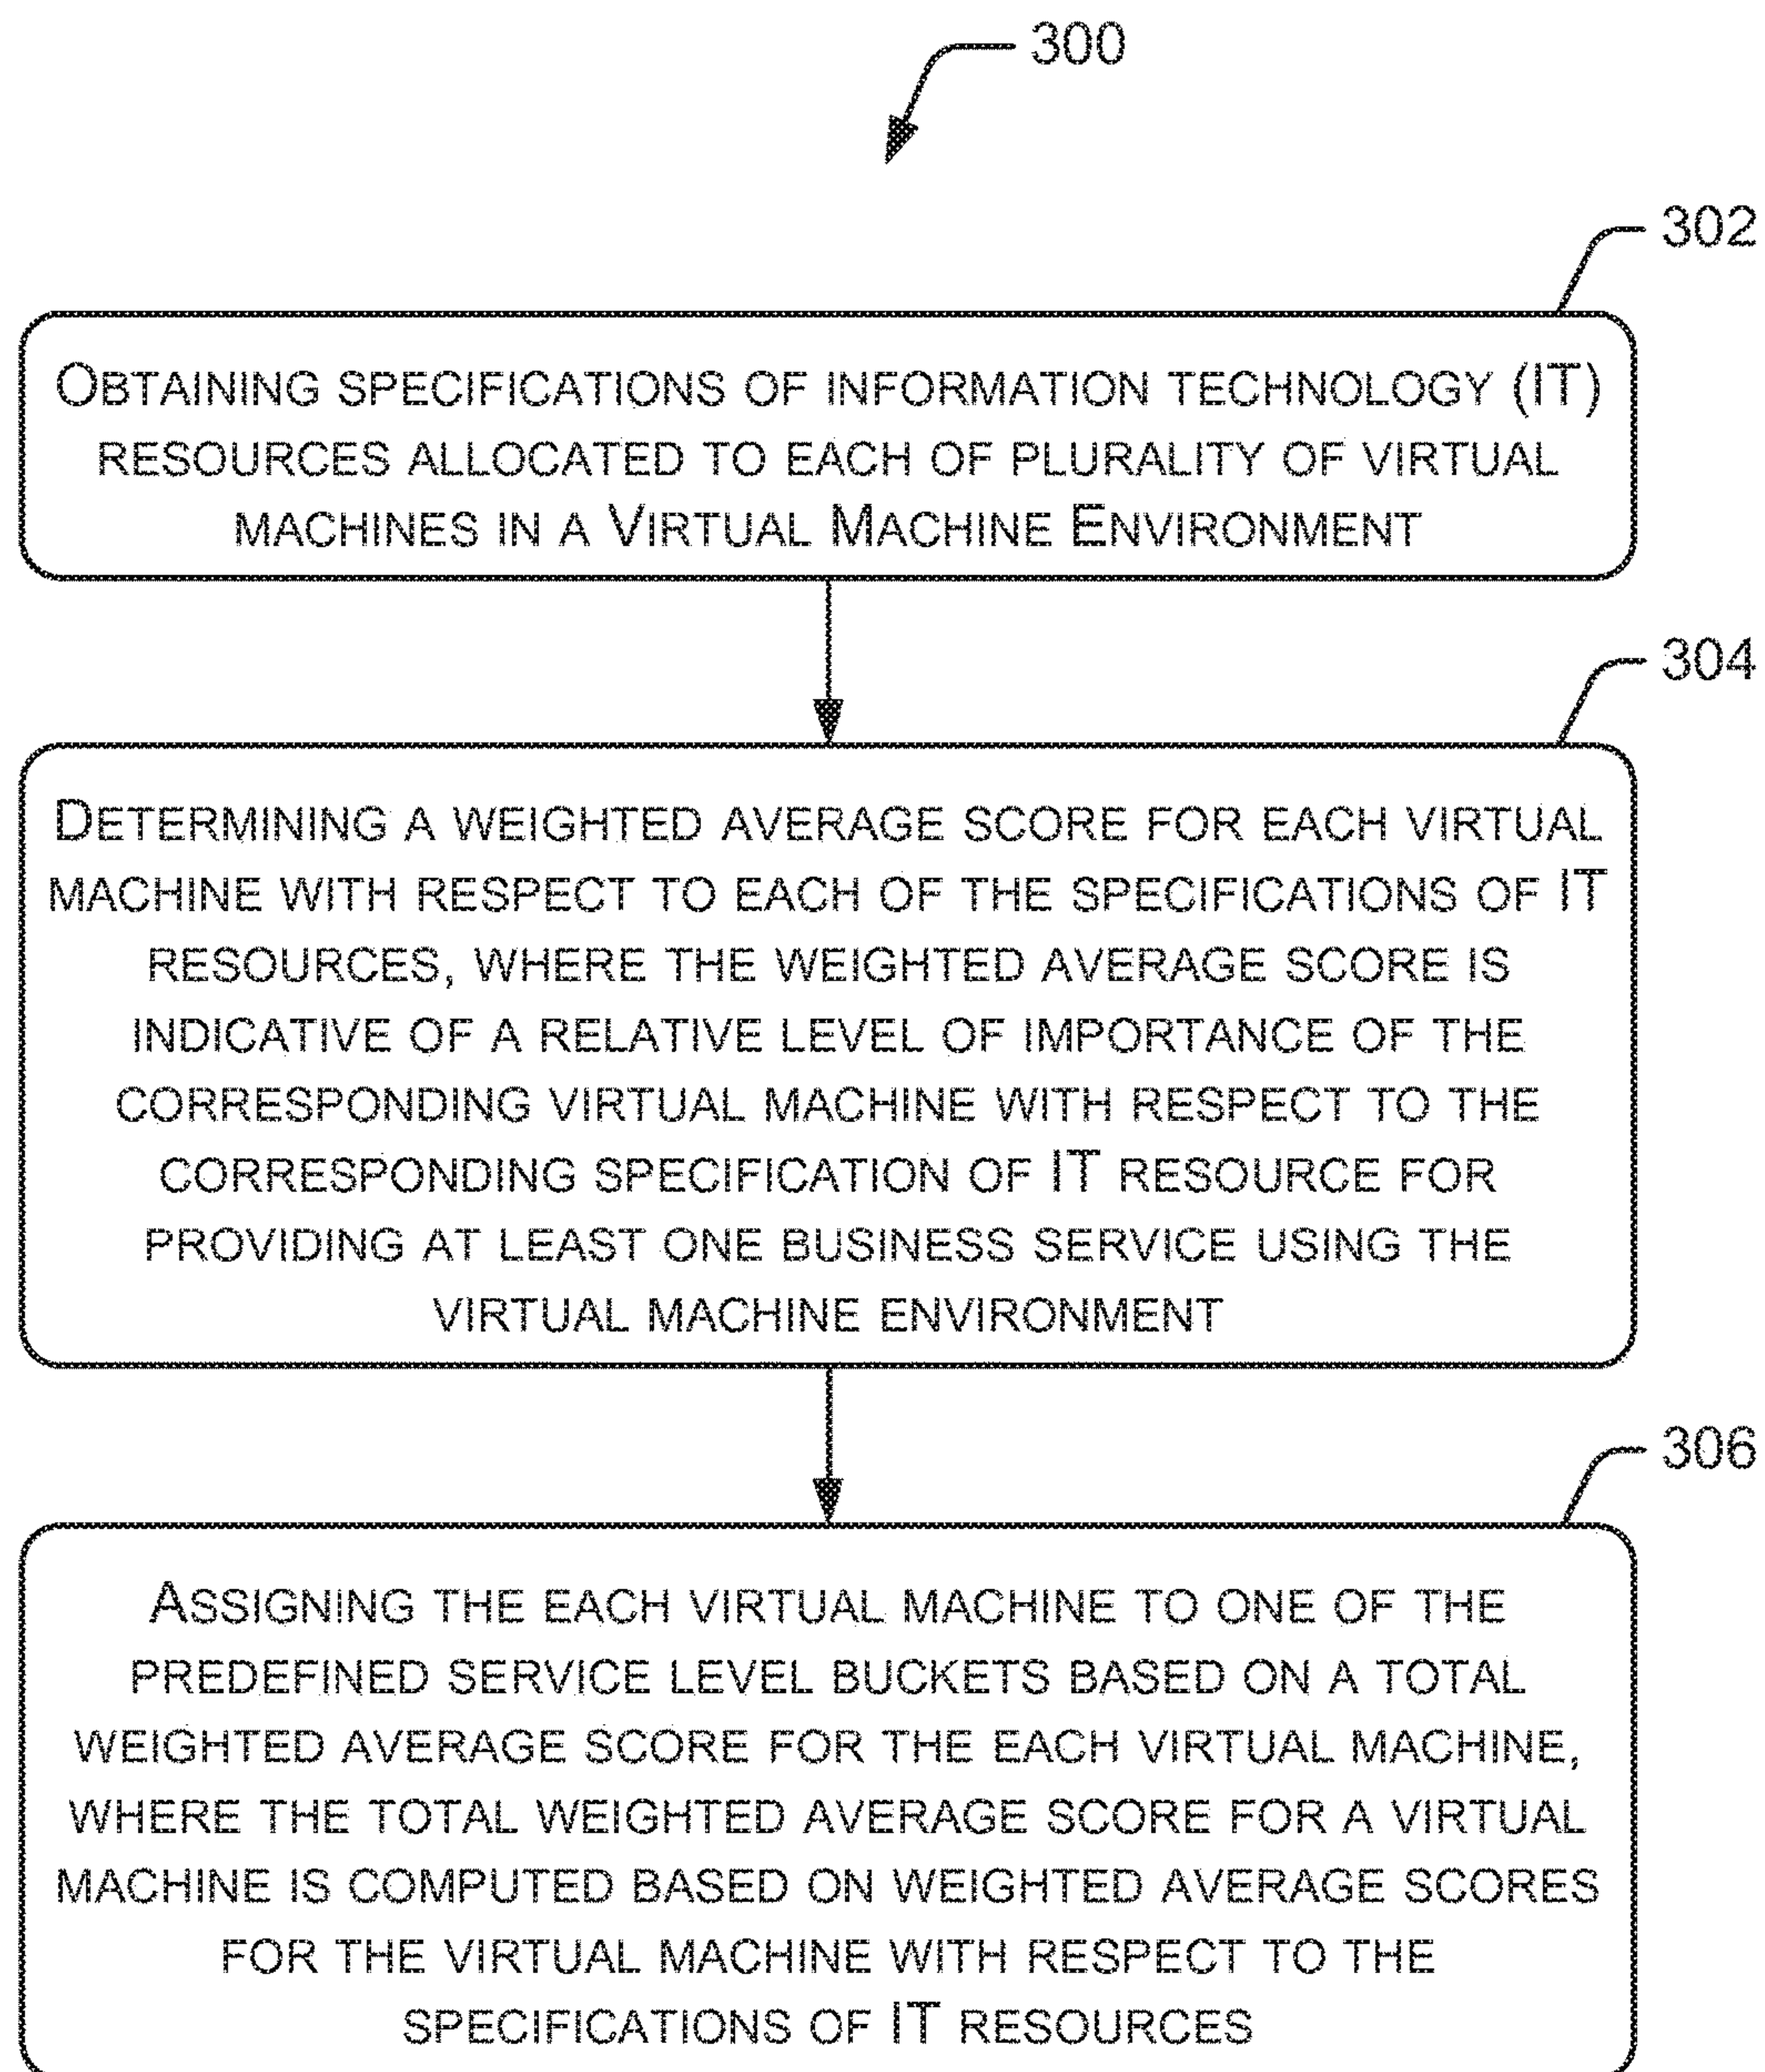 300
302
OBTAINING SPECIFICATIONS OF INFORMATION TECHNOLOGY (IT)
RESOURCES ALLOCATED TO EACH OF PLURALITY OF VIRTUAL
MACHINES IN A VIRTUAL MACHINE ENVIRONMENT
304
DETERMINING A WEIGHTED AVERAGE SCORE FOR EACH VIRTUAL
MACHINE WITH RESPECT TO EACH OF THE SPECIFICATIONS OF IT
RESOURCES, WHERE THE WEIGHTED AVERAGE SCORE IS
INDICATIVE OF A RELATIVE LEVEL OF IMPORTANCE OF THE
CORRESPONDING VIRTUAL MACHINE WITH RESPECT TO THE
CORRESPONDING SPECIFICATION OF IT RESOURCE FOR
PROVIDING AT LEAST ONE BUSINESS SERVICE USING THE
VIRTUAL MACHINE ENVIRONMENT
306
ASSIGNING THE EACH VIRTUAL MACHINE TO ONE OF THE
PREDEFINED SERVICE LEVEL BUCKETS BASED ON A TOTAL
WEIGHTED AVERAGE SCORE FOR THE EACH VIRTUAL MACHINE,
WHERE THE TOTAL WEIGHTED AVERAGE SCORE FOR A VIRTUAL
MACHINE IS COMPUTED BASED ON WEIGHTED AVERAGE SCORES
FOR THE VIRTUAL MACHINE WITH RESPECT TO THE
SPECIFICATIONS OF IT RESOURCES